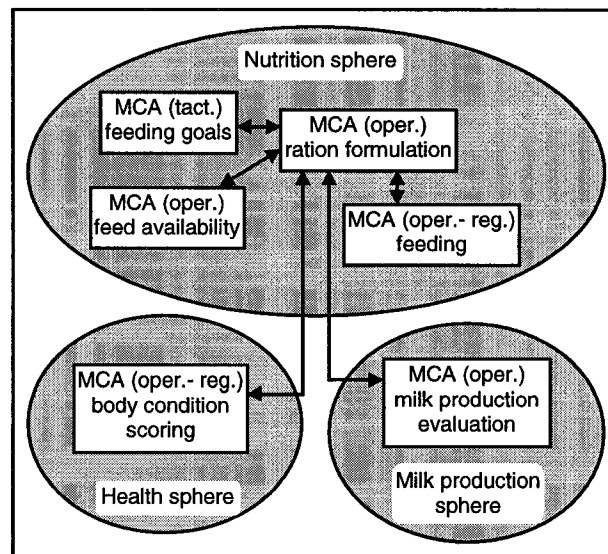 Nutrition sphere
MCA (tact.)
feeding goals
MCA (oper.)
ration formulation
MCA (oper.)
feed availability
MCA (oper.- reg.)
feeding
MCA (oper.- reg.)
body condition
scoring
Health sphere
MCA (oper.)
milk production
evaluation
Milk production
sphere